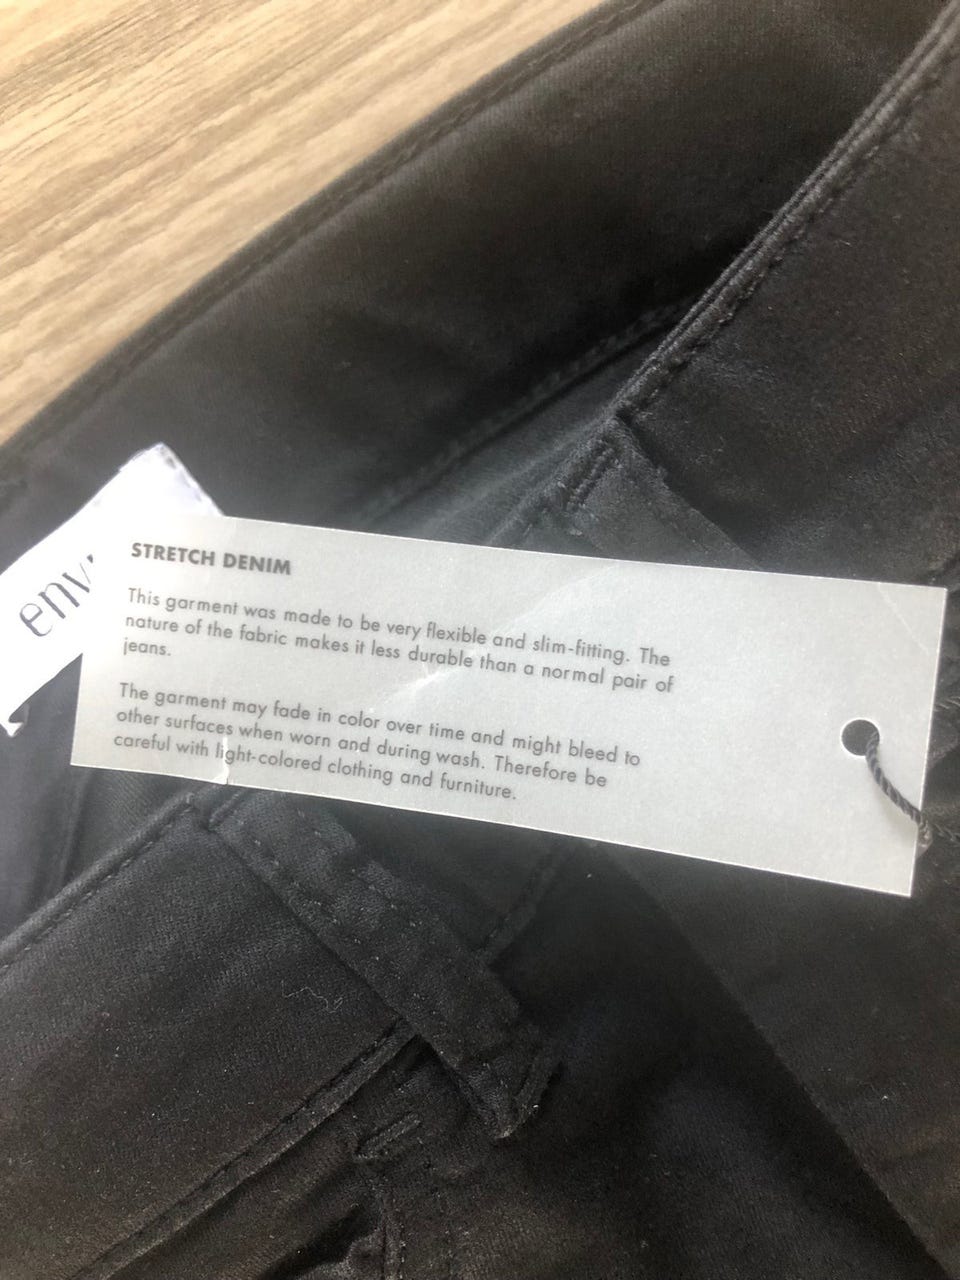 STRETCH DENIM
This garment was made to be very flexible and slim-fitting. The
nature of the fabric makes it less durable than a normal pair of
jeans.
The garment may fade in color over time and might bleed to
other surfaces when worn and during wash. Therefore be
careful with light-colored clothing and furniture.